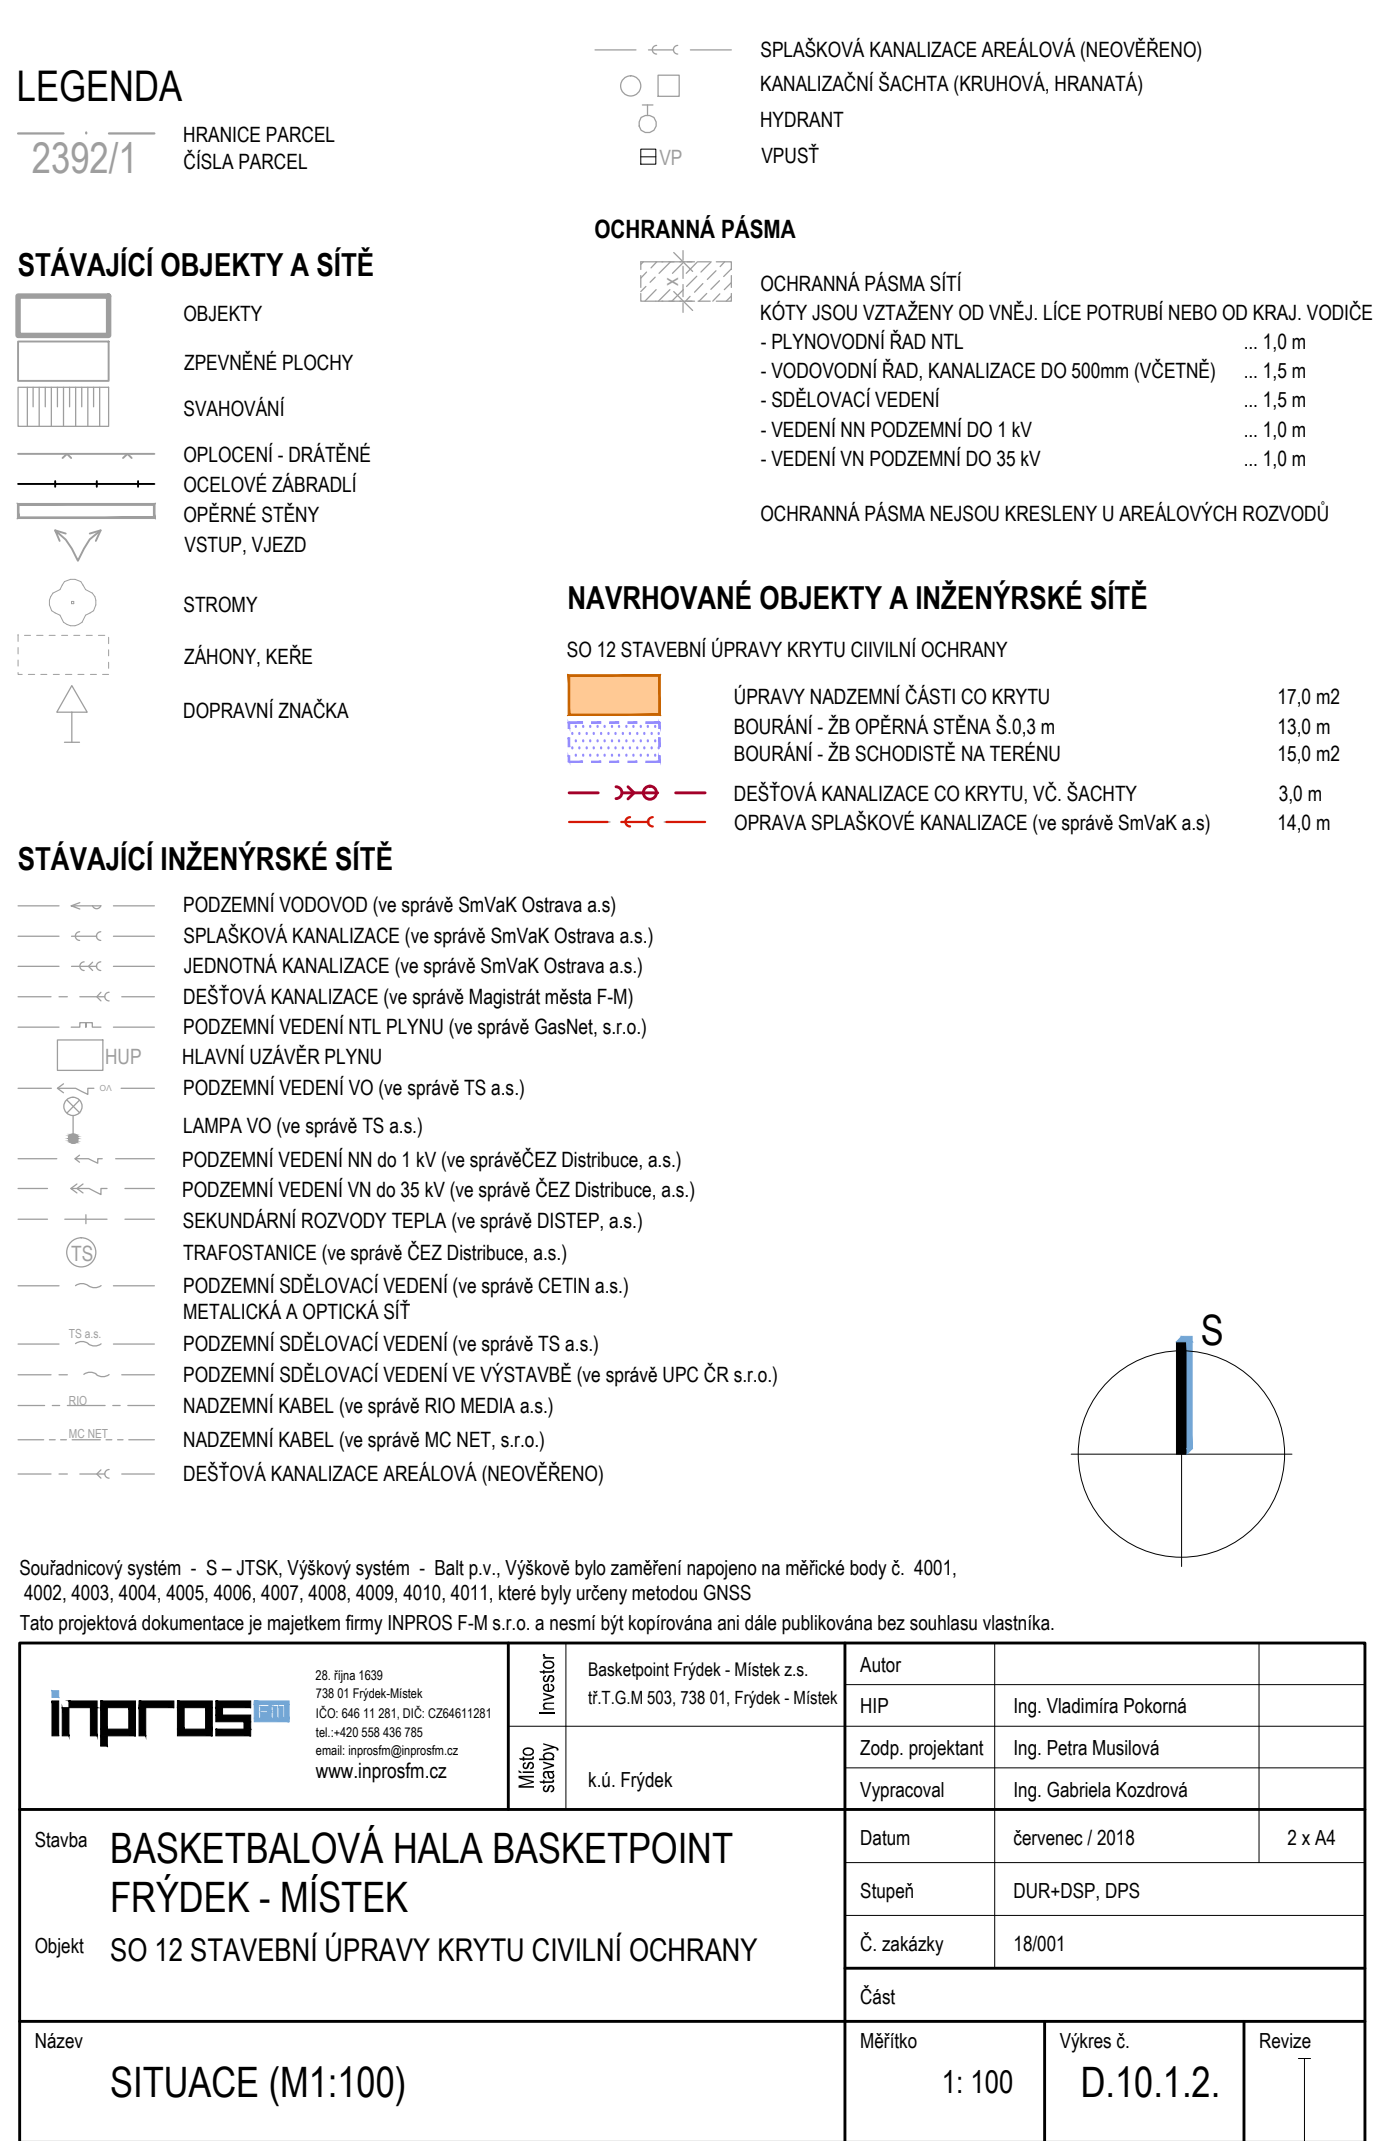 LEGENDA
HRANICE PARCEL
2392/1
ČÍSLA PARCEL
STÁVAJÍCÍ OBJEKTY A SÍTĚ
OBJEKTY
ZPEVNĚNÉ PLOCHY
SVAHOVÁNÍ
OPLOCENÍ - DRÁTĚNÉ
OCELOVÉ ZÁBRADLÍ
OPĚRNÉ STĚNY
VSTUP, VJEZD
STROMY
ZÁHONY, KEŘE
DOPRAVNÍ ZNAČKA
SPLAŠKOVÁ KANALIZACE AREÁLOVÁ (NEOVĚŘENO)
KANALIZAČNÍ ŠACHTA (KRUHOVÁ, HRANATÁ)
HYDRANT
VP VPUSŤ
OCHRANNÁ PÁSMA
OCHRANNÁ PÁSMA SÍTÍ
KÓTY JSOU VZTAŽENY OD VNĚJ. LÍCE POTRUBÍ NEBO OD KRAJ. VODIČE
- PLYNOVODNÍ ŘAD NTL ... 1,0 m
- VODOVODNÍ ŘAD, KANALIZACE DO 500mm (VČETNĚ) ... 1,5 m
- SDĚLOVACÍ VEDENÍ ... 1,5 m
- VEDENÍ NN PODZEMNÍ DO 1 kV ... 1,0 m
- VEDENÍ VN PODZEMNÍ DO 35 kV ... 1,0 m
OCHRANNÁ PÁSMA NEJSOU KRESLENY U AREÁLOVÝCH ROZVODŮ
NAVRHOVANÉ OBJEKTY A INŽENÝRSKÉ SÍTĚ
SO 12 STAVEBNÍ ÚPRAVY KRYTU CIIVILNÍ OCHRANY
ÚPRAVY NADZEMNÍ ČÁSTI CO KRYTU 17,0 m2
BOURÁNÍ - ŽB OPĚRNÁ STĚNA Š.0,3 m 13,0 m
BOURÁNÍ - ŽB SCHODISTĚ NA TERÉNU 15,0 m2
DEŠŤOVÁ KANALIZACE CO KRYTU, VČ. ŠACHTY 3,0 m
OPRAVA SPLAŠKOVÉ KANALIZACE (ve správě SmVaK a.s) 14,0 m
STÁVAJÍCÍ INŽENÝRSKÉ SÍTĚ
PODZEMNÍ VODOVOD (ve správě SmVaK Ostrava a.s)
SPLAŠKOVÁ KANALIZACE (ve správě SmVaK Ostrava a.s.)
JEDNOTNÁ KANALIZACE (ve správě SmVaK Ostrava a.s.)
DEŠŤOVÁ KANALIZACE (ve správě Magistrát města F-M)
PODZEMNÍ VEDENÍ NTL PLYNU (ve správě GasNet, s.r.o.)
HUP HLAVNÍ UZÁVĚR PLYNU
VO PODZEMNÍ VEDENÍ VO (ve správě TS a.s.)
LAMPA VO (ve správě TS a.s.)
PODZEMNÍ VEDENÍ NN do 1 kV (ve správěČEZ Distribuce, a.s.)
PODZEMNÍ VEDENÍ VN do 35 kV (ve správě ČEZ Distribuce, a.s.)
SEKUNDÁRNÍ ROZVODY TEPLA (ve správě DISTEP, a.s.)
TS TRAFOSTANICE (ve správě ČEZ Distribuce, a.s.)
PODZEMNÍ SDĚLOVACÍ VEDENÍ (ve správě CETIN a.s.)
METALICKÁ A OPTICKÁ SÍŤ
TS a.s. PODZEMNÍ SDĚLOVACÍ VEDENÍ (ve správě TS a.s.)
PODZEMNÍ SDĚLOVACÍ VEDENÍ VE VÝSTAVBĚ (ve správě UPC ČR s.r.o.)
RIO NADZEMNÍ KABEL (ve správě RIO MEDIA a.s.)
MC NET NADZEMNÍ KABEL (ve správě MC NET, s.r.o.)
DEŠŤOVÁ KANALIZACE AREÁLOVÁ (NEOVĚŘENO)
S
Souřadnicový systém - S – JTSK, Výškový systém - Balt p.v., Výškově bylo zaměření napojeno na měřické body č. 4001,
4002, 4003, 4004, 4005, 4006, 4007, 4008, 4009, 4010, 4011, které byly určeny metodou GNSS
Tato projektová dokumentace je majetkem firmy INPROS F-M s.r.o. a nesmí být kopírována ani dále publikována bez souhlasu vlastníka.
inpros FM
28. října 1639
738 01 Frýdek-Místek
IČO: 646 11 281, DIČ: CZ64611281
tel.:+420 558 436 785
email: inprosfm@inprosfm.cz
www.inprosfm.cz
Investor
Basketpoint Frýdek - Místek z.s.
tř.T.G.M 503, 738 01, Frýdek - Místek
Místo
stavby
k.ú. Frýdek
Autor
HIP Ing. Vladimíra Pokorná
Zodp. projektant Ing. Petra Musilová
Vypracoval Ing. Gabriela Kozdrová
Stavba BASKETBALOVÁ HALA BASKETPOINT
FRÝDEK - MÍSTEK
Objekt SO 12 STAVEBNÍ ÚPRAVY KRYTU CIVILNÍ OCHRANY
Datum červenec / 2018 2 x A4
Stupeň DUR+DSP, DPS
Č. zakázky 18/001
Část
Název
SITUACE (M1:100)
Měřítko
1: 100
Výkres č.
D.10.1.2.
Revize